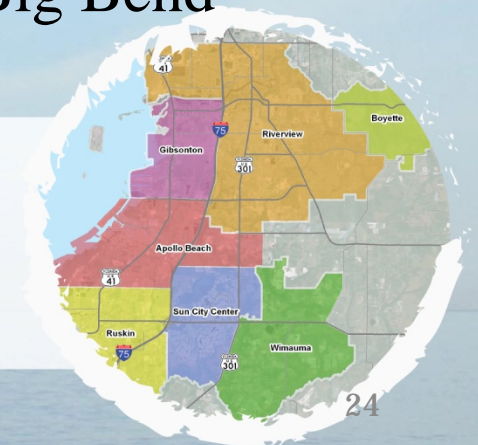 Big Bend
41
Boyette
75
Riverview
Gibsonton
301
Apollo Beach
41
Sun City Center
Ruskin
75
Wimauma
301
24